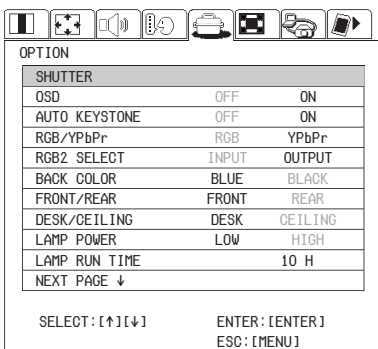 OPTION
SHUTTER
OSD OFF ON
AUTO KEYSTONE OFF ON
RGB/YPbPr RGB YPbPr
RGB2 SELECT INPUT OUTPUT
BACK COLOR BLUE BLACK
FRONT/REAR FRONT REAR
DESK/CEILING DESK CEILING
LAMP POWER LOW HIGH
LAMP RUN TIME 10 H
NEXT PAGE ↓
SELECT:[↑][↓] ENTER:[ENTER]
ESC:[MENU]